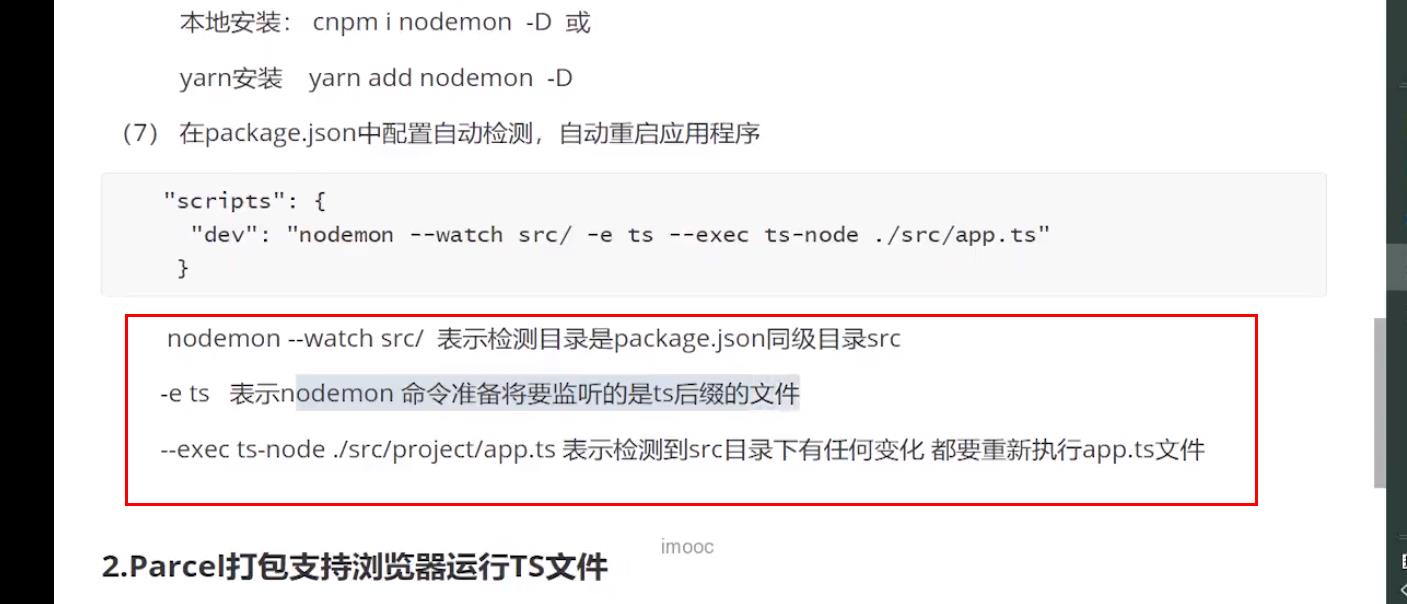 本地安装： cnpm i nodemon -D 或
yarn安装 yarn add nodemon -D
（7） 在package.json中配置自动检测，自动重启应用程序
"scripts": {
"dev": "nodemon --watch src/ -e ts --exec ts-node ./src/app.ts"
}
nodemon --watch src/ 表示检测目录是package.json同级目录src
-e ts 表示nodemon 命令准备将要监听的是ts后缀的文件
--exec ts-node ./src/project/app.ts 表示检测到src目录下有任何变化 都要重新执行app.ts文件
imooc
2.Parcel打包支持浏览器运行TS文件